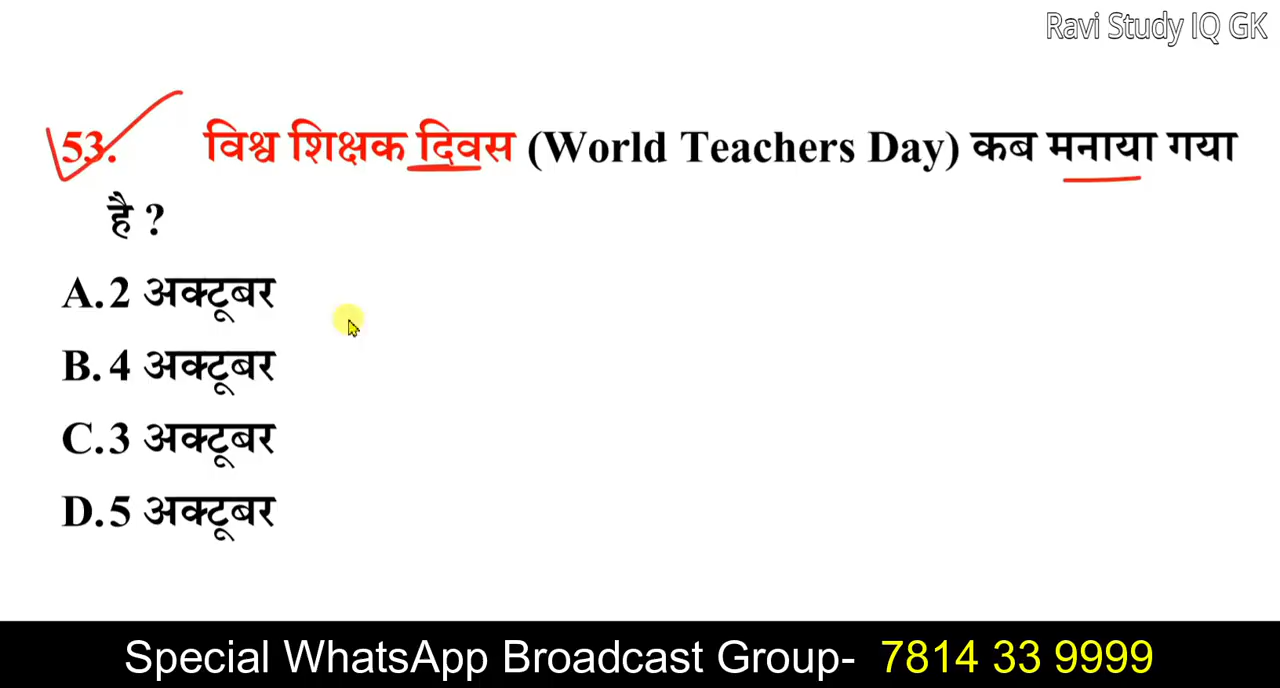 Ravi Study IQ GK
53. विश्व शिक्षक दिवस (World Teachers Day) कब मनाया गया
है ?
A.2 अक्टूबर
B.4 अक्टूबर
C.3 अक्टूबर
D.5 अक्टूबर
Special WhatsApp Broadcast Group- 7814 33 9999